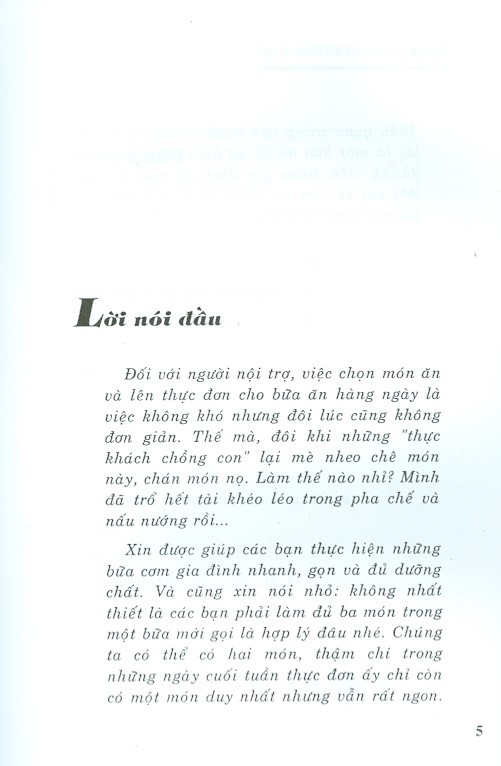 Lời nói đầu
Đối với người nội trợ, việc chọn món ăn
và lên thực đơn cho bữa ăn hàng ngày là
việc không khó nhưng đôi lúc cũng không
đơn giản. Thế mà, đôi khi những "thực
khách chồng con" lại mè nheo chê món
này, chán món nọ. Làm thế nào nhỉ? Mình
đã trổ hết tài khéo léo trong pha chế và
nấu nướng rồi...
Xin được giúp các bạn thực hiện những
bữa cơm gia đình nhanh, gọn và đủ dưỡng
chất. Và cũng xin nói nhỏ: không nhất
thiết là các bạn phải làm đủ ba món trong
một bữa mới gọi là hợp lý đâu nhé. Chúng
ta có thể có hai món, thậm chí trong
những ngày cuối tuần thực đơn ấy chỉ còn
có một món duy nhất nhưng vẫn rất ngon.
5